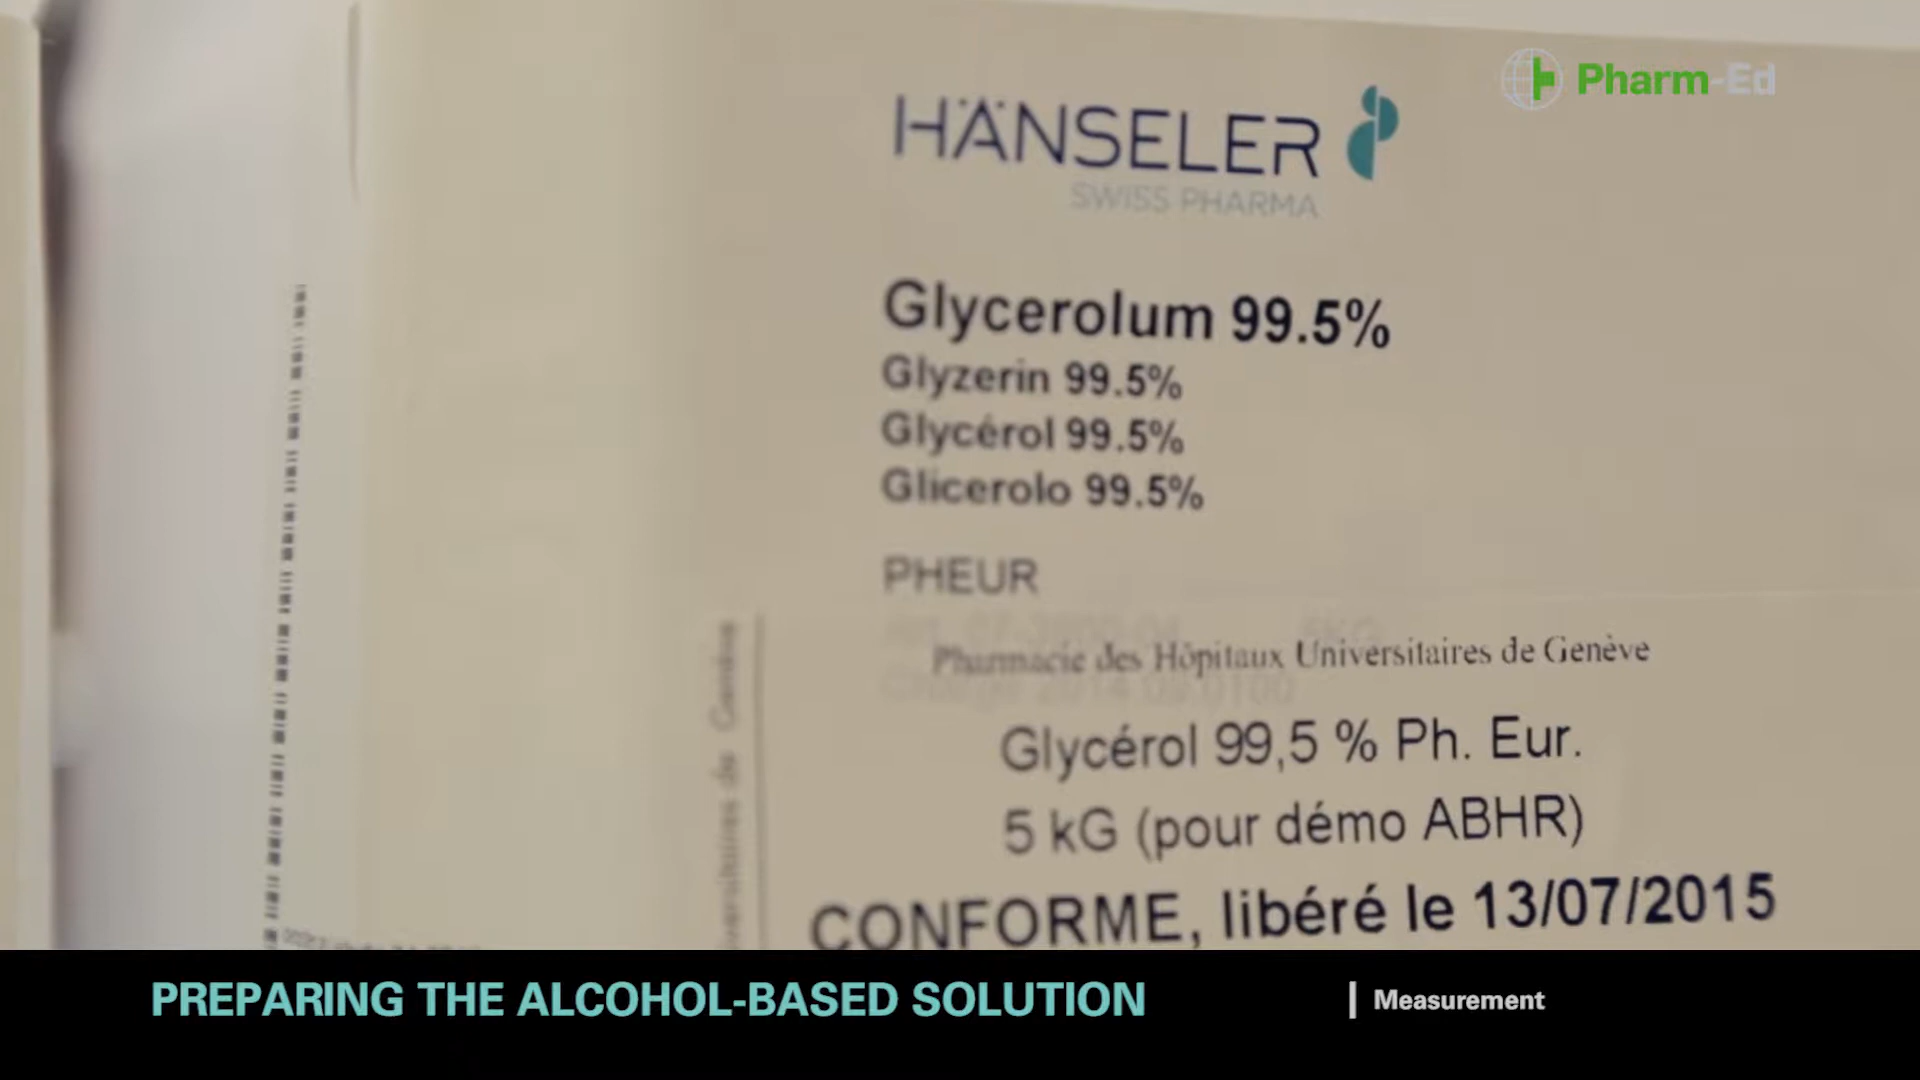 Pharm-Ed
HÄNSELER
SWISS PHARMA
Glycerolum 99.5%
Glyzerin 99.5%
Glycérol 99.5%
Glicerolo 99.5%
PHEUR
Pharmacie des Hôpitaux Universitaires de Genève
Glycérol 99,5 % Ph. Eur.
5 kG (pour démo ABHR)
CONFORME, libéré le 13/07/2015
de Genève
PREPARING THE ALCOHOL-BASED SOLUTION
| Measurement